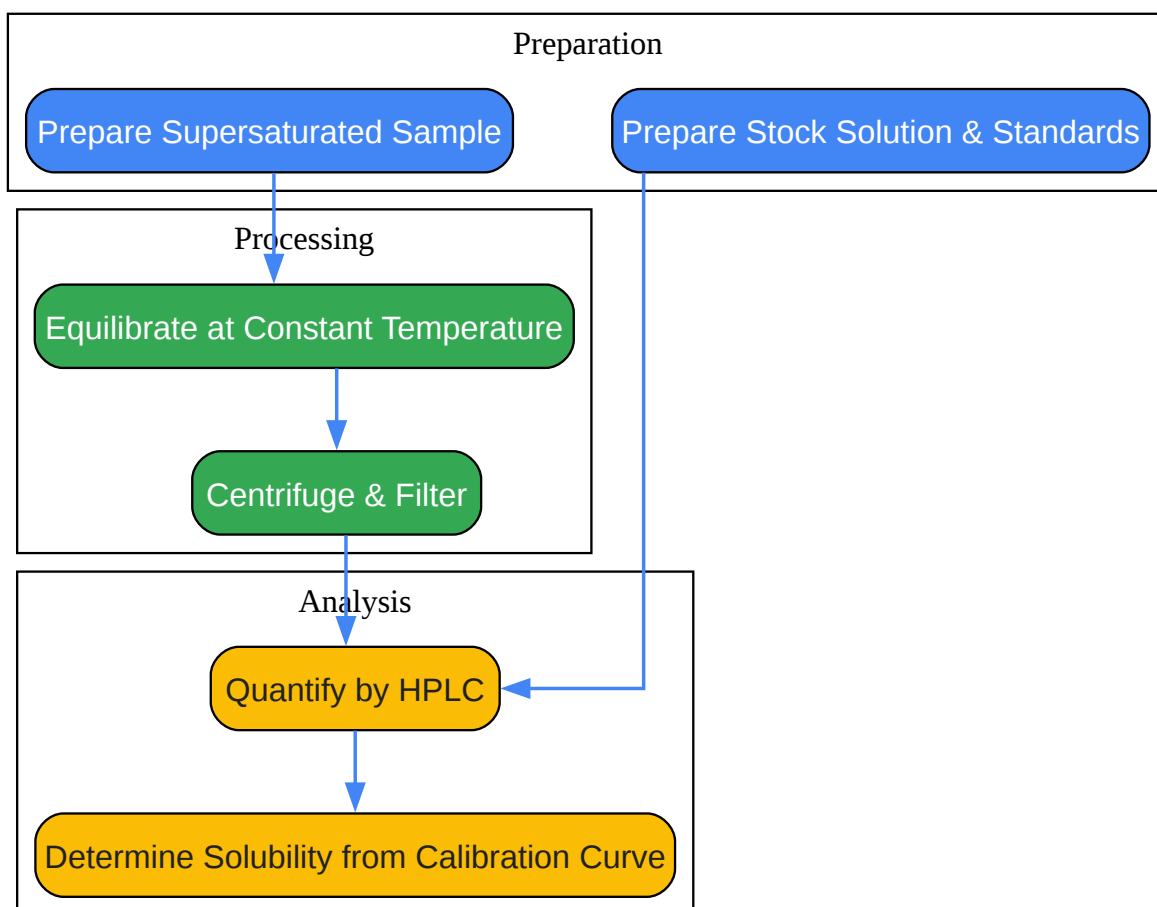 Preparation
Prepare Supersaturated Sample
Prepare Stock Solution & Standards
Processing
Equilibrate at Constant Temperature
Centrifuge & Filter
Analysis
Quantify by HPLC
Determine Solubility from Calibration Curve